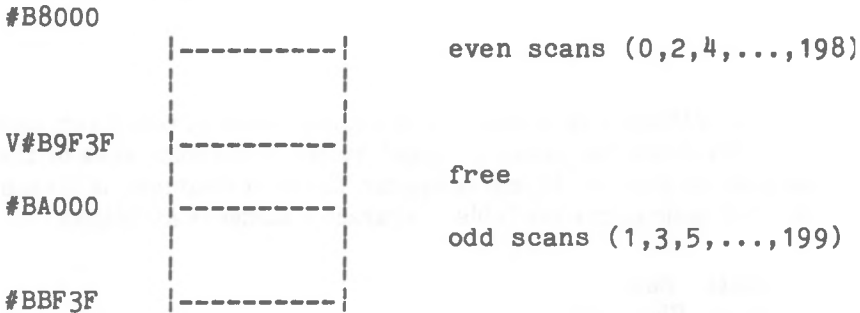 #B8000
|-----------| even scans (0,2,4,...,198)
V#B9F3F |-----------|
free
#BA000 |-----------|
odd scans (1,3,5,...,199)
#BBF3F |-----------|